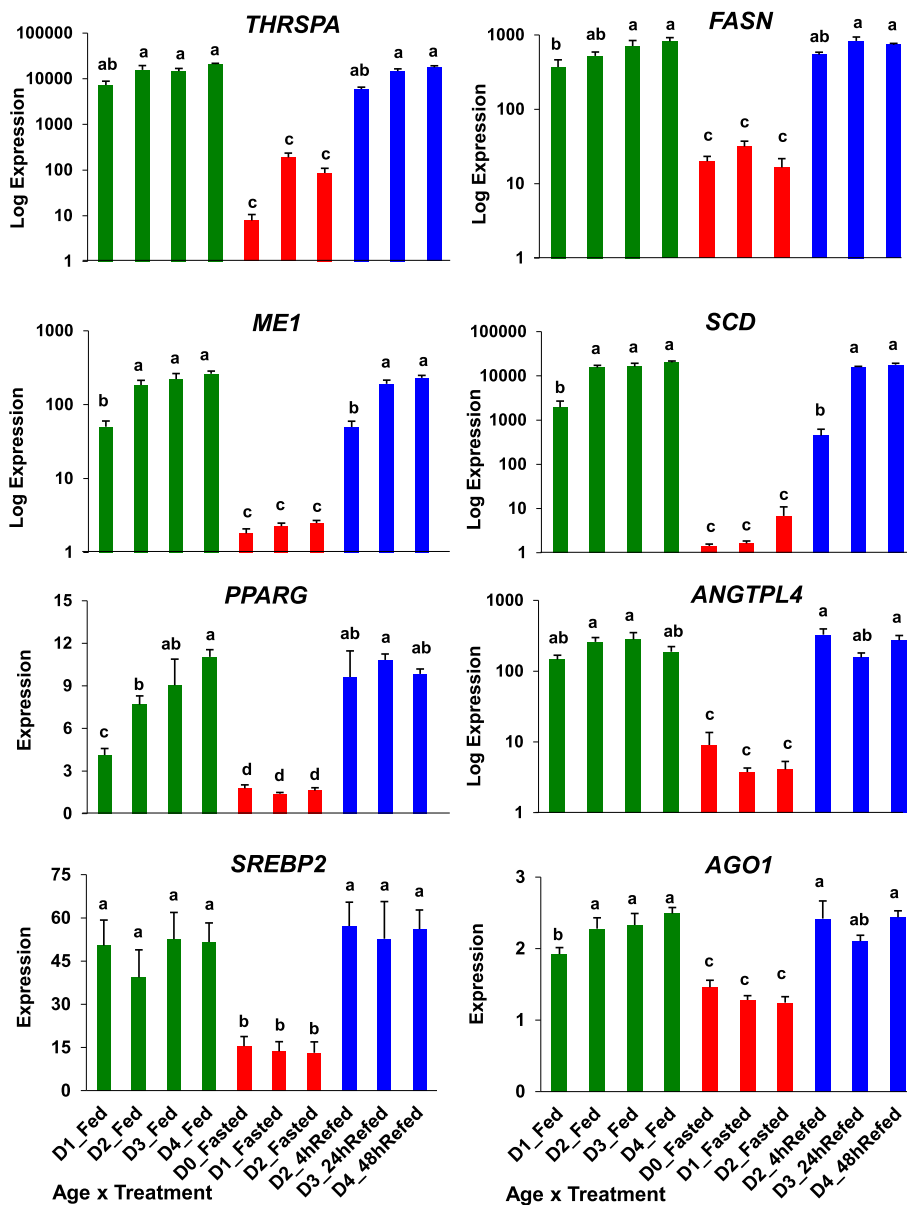 THRSPA
100000
10000
1000
100
10
1
Log Expression
ab a a a c c c ab a a
FASN
1000
100
10
1
Log Expression
b ab a a c c c ab a a
ME1
1000
100
10
1
Log Expression
b a a a c c c b a a
SCD
100000
10000
1000
100
10
1
Log Expression
b a a a c c c b a a
PPARG
15
12
9
6
3
0
Expression
c b ab a d d d ab a ab
ANGTPL4
1000
100
10
1
Log Expression
ab a a ab c c c a ab a
SREBP2
75
60
45
30
15
0
Expression
a a a a b b b a a a
D1_Fed
D2_Fed
D3_Fed
D4_Fed
D0_Fasted
D1_Fasted
D2_Fasted
D2_4hRefed
D3_24hRefed
D4_48hRefed
Age x Treatment
AGO1
3
2
1
0
Expression
b a a a c c c a ab a
D1_Fed
D2_Fed
D3_Fed
D4_Fed
D0_Fasted
D1_Fasted
D2_Fasted
D2_4hRefed
D3_24hRefed
D4_48hRefed
Age x Treatment